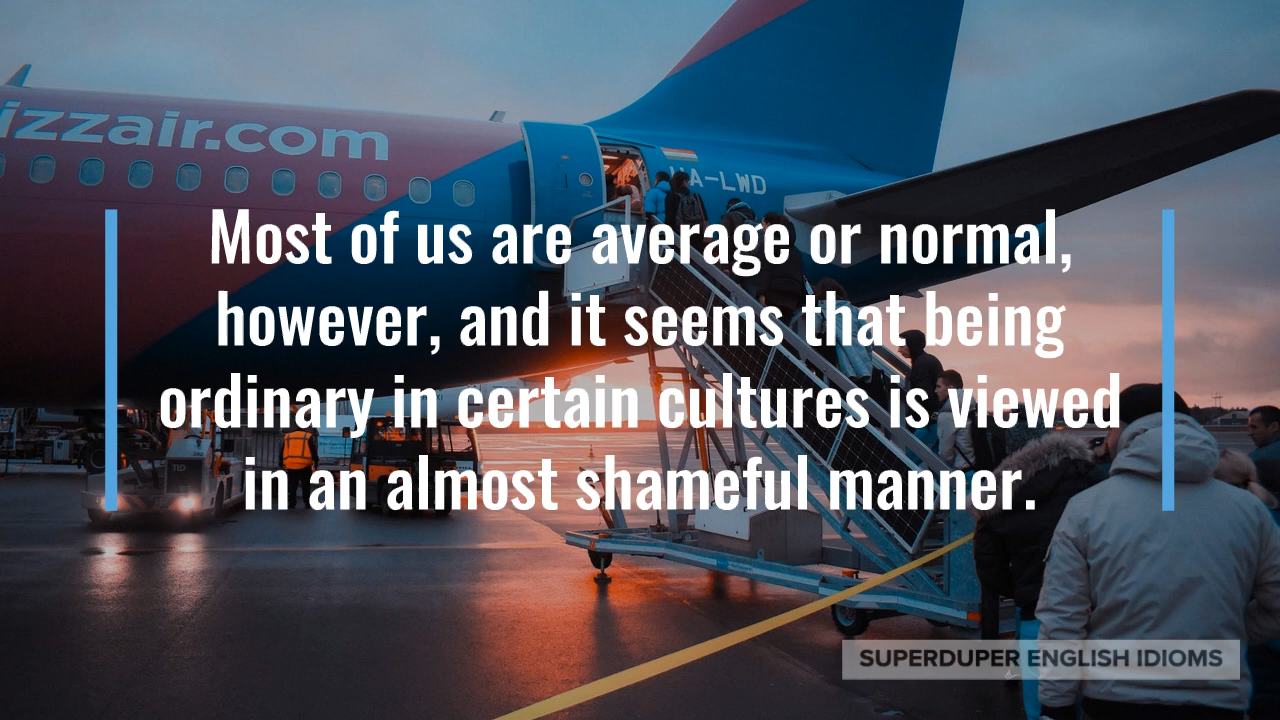 izzair.com
HA-LWD
Most of us are average or normal,
however, and it seems that being
ordinary in certain cultures is viewed
in an almost shameful manner.
SUPERDUPER ENGLISH IDIOMS